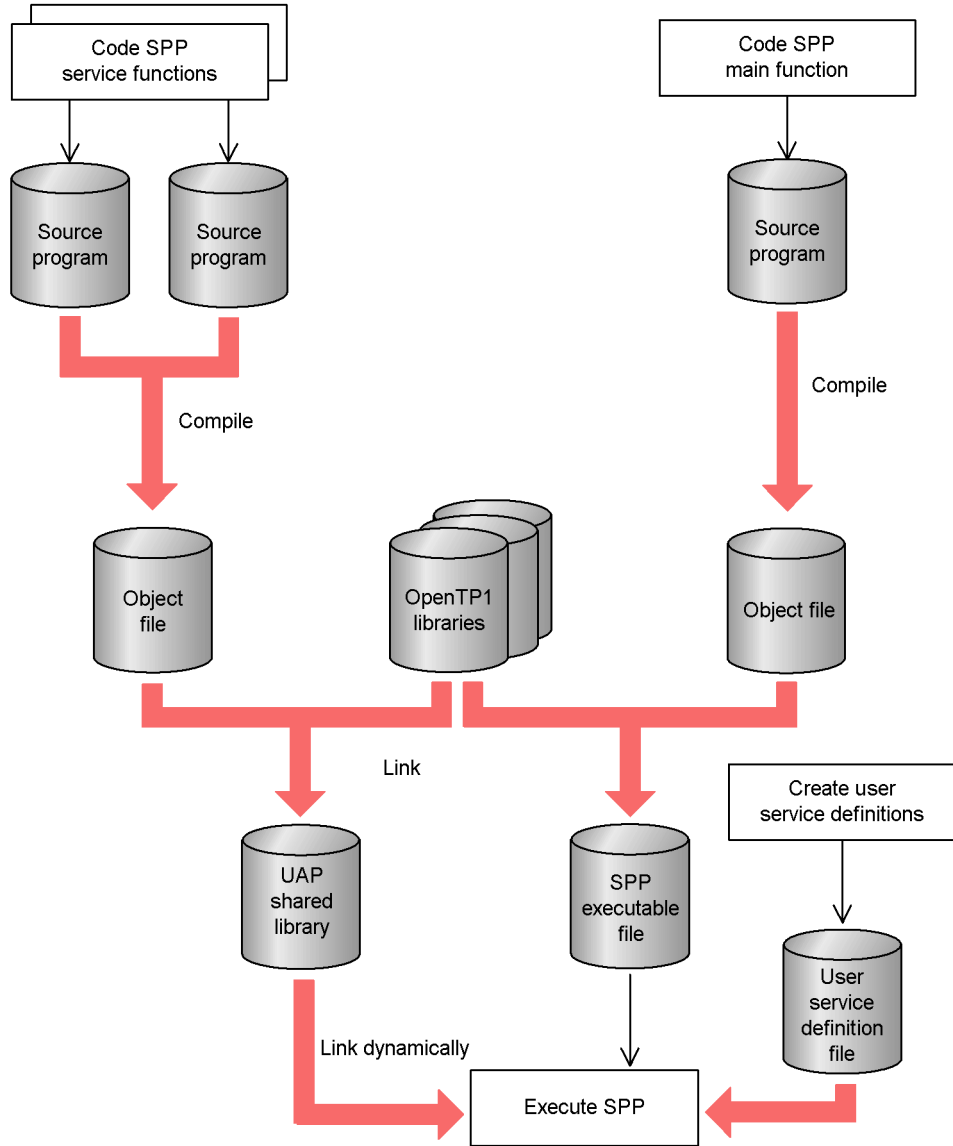 Code SPP
service functions
Code SPP
main function
Source
program
Source
program
Source
program
Compile
Compile
Object
file
OpenTP1
libraries
Object file
Link
Create user
service definitions
UAP
shared
library
SPP
executable
file
User
service
definition
file
Link dynamically
Execute SPP